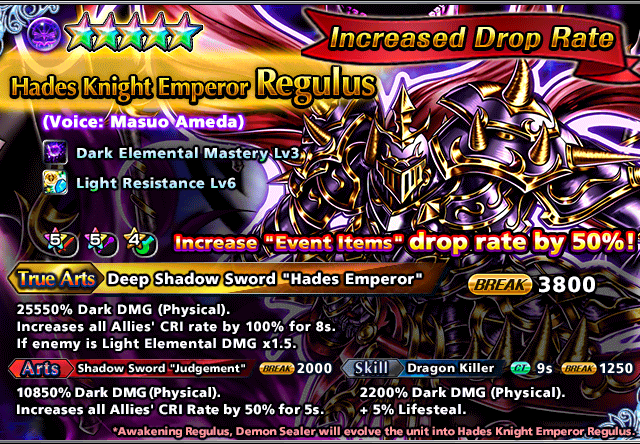 Increased Drop Rate
Hades Knight Emperor Regulus
(Voice: Masuo Ameda)
Dark Elemental Mastery Lv3
Light Resistance Lv6
5 5 4
Increase "Event Items" drop rate by 50%!
True Arts Deep Shadow Sword "Hades Emperor" BREAK 3800
25550% Dark DMG (Physical).
Increases all Allies' CRI rate by 100% for 8s.
If enemy is Light Elemental DMG x1.5.
Arts Shadow Sword "Judgement" BREAK 2000
10850% Dark DMG (Physical).
Increases all Allies' CRI Rate by 50% for 5s.
Skill Dragon Killer CT 9s BREAK 1250
2200% Dark DMG (Physical).
+ 5% Lifesteal.
*Awakening Regulus, Demon Sealer will evolve the unit into Hades Knight Emperor Regulus.